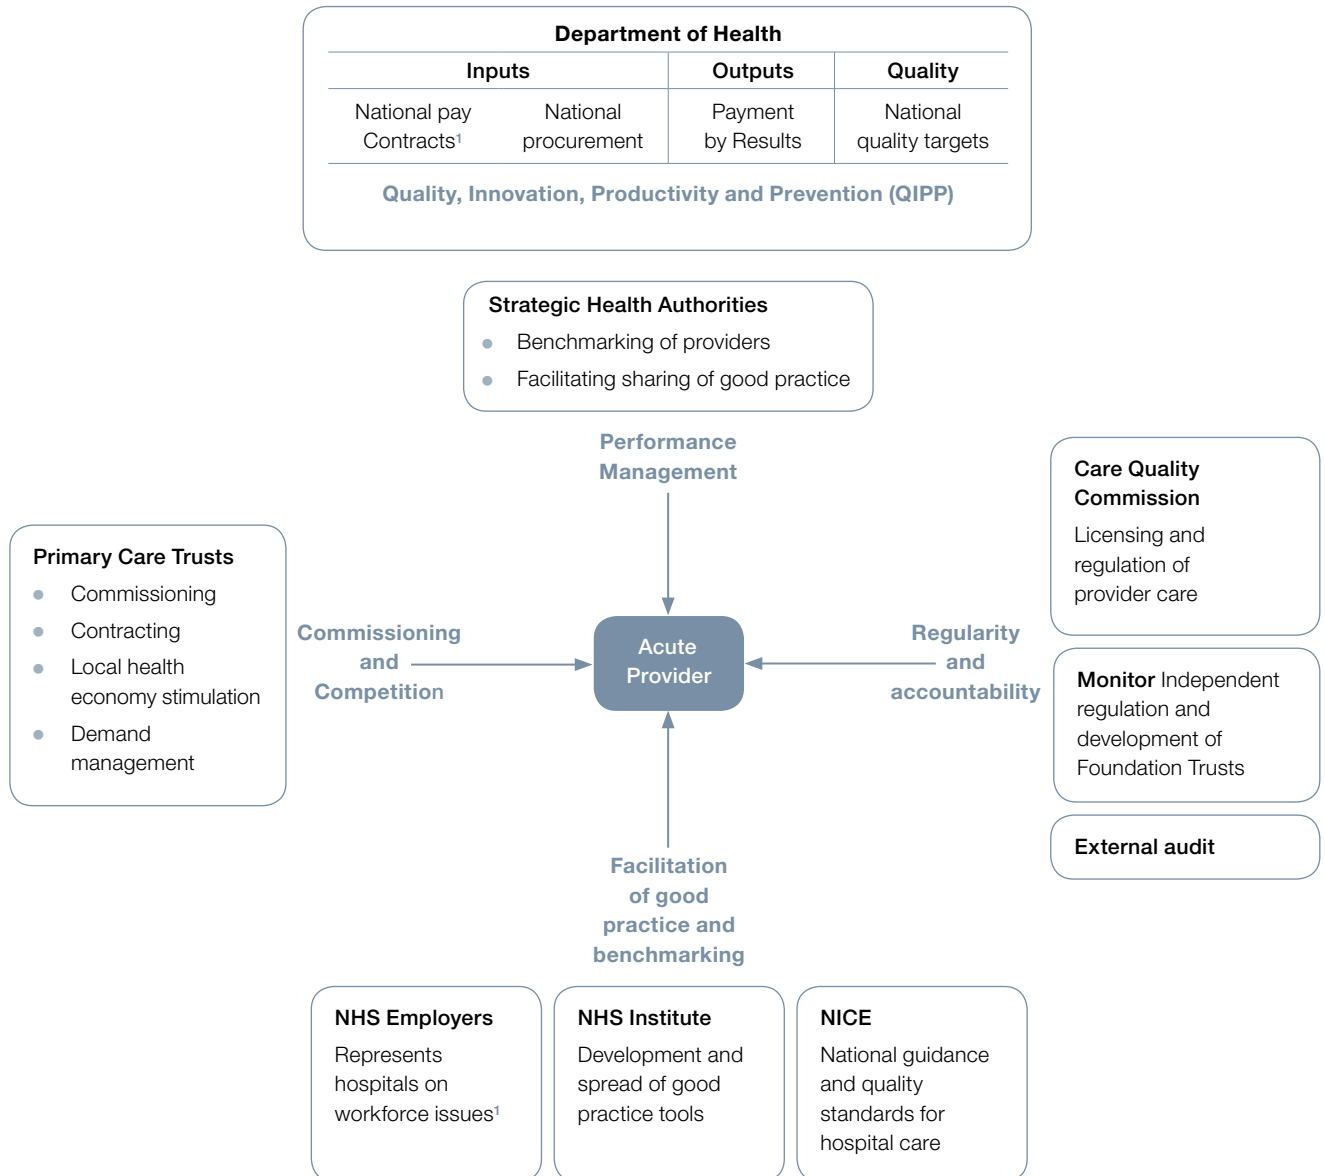 Department of Health
Inputs
Outputs
Quality
National pay
Contracts¹
National
procurement
Payment
by Results
National
quality targets
Quality, Innovation, Productivity and Prevention (QIPP)
Strategic Health Authorities
● Benchmarking of providers
● Facilitating sharing of good practice
Performance
Management
Primary Care Trusts
● Commissioning
● Contracting
● Local health
economy stimulation
● Demand
management
Commissioning
and
Competition
Acute
Provider
Regularity
and
accountability
Care Quality
Commission
Licensing and
regulation of
provider care
Monitor Independent
regulation and
development of
Foundation Trusts
External audit
Facilitation
of good
practice and
benchmarking
NHS Employers
Represents
hospitals on
workforce issues¹
NHS Institute
Development and
spread of good
practice tools
NICE
National guidance
and quality
standards for
hospital care